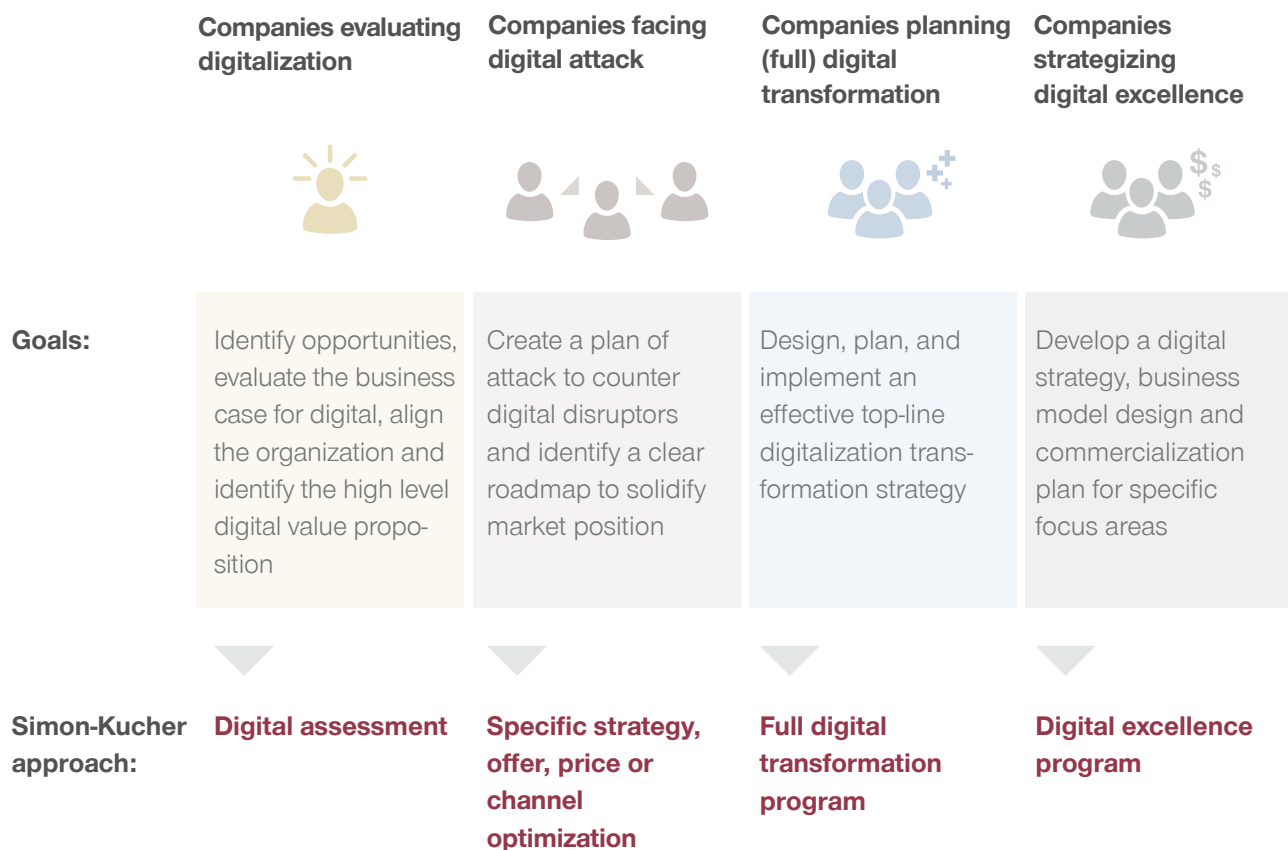 Companies evaluating
digitalization
Companies facing
digital attack
Companies planning
(full) digital
transformation
Companies
strategizing
digital excellence
$
$
$
Goals:
Identify opportunities,
evaluate the business
case for digital, align
the organization and
identify the high level
digital value propo-
sition
Create a plan of
attack to counter
digital disruptors
and identify a clear
roadmap to solidify
market position
Design, plan, and
implement an
effective top-line
digitalization trans-
formation strategy
Develop a digital
strategy, business
model design and
commercialization
plan for specific
focus areas
Simon-Kucher
approach:
Digital assessment
Specific strategy,
offer, price or
channel
optimization
Full digital
transformation
program
Digital excellence
program